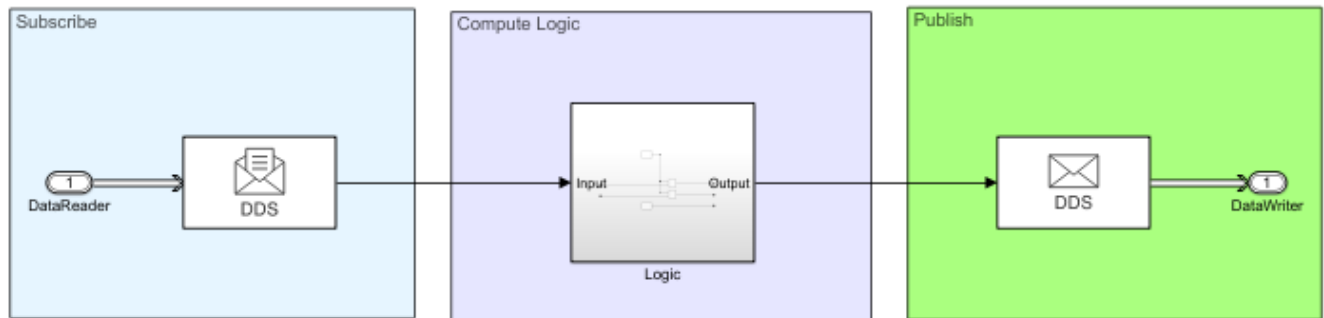 Subscribe
Compute Logic
Publish
1
DataReader
DDS
Input
Output
Logic
DDS
1
DataWriter